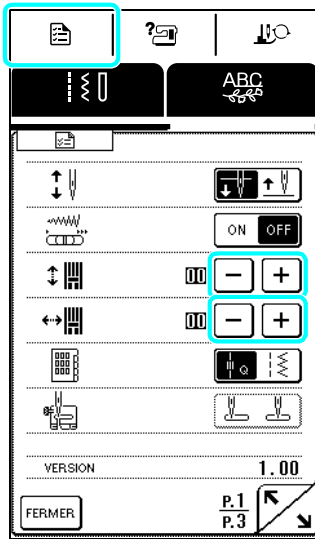 ?
ABC
ON OFF
00 − +
00 − +
Q
VERSION 1.00
FERMER P.1
P.3